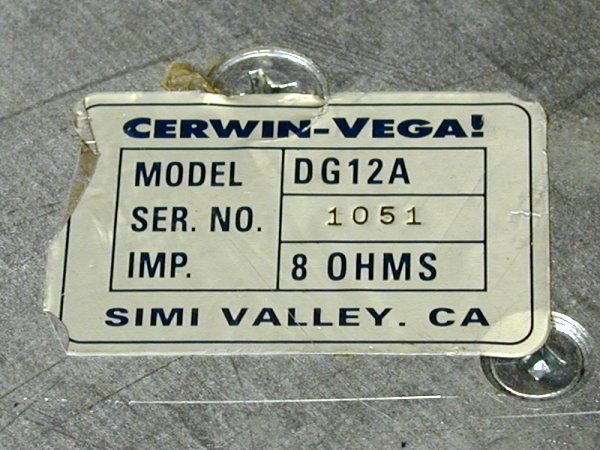 CERWIN-VEGA!
MODEL DG12A
SER. NO. 1051
IMP. 8 OHMS
SIMI VALLEY. CA